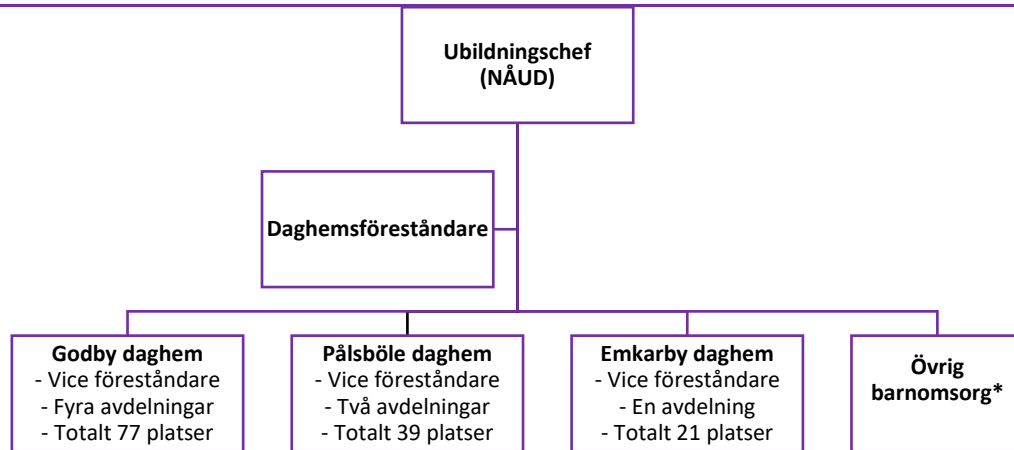 Ubildningschef
(NÅUD)
Daghemsföreståndare
Godby daghem
- Vice föreståndare
- Fyra avdelningar
- Totalt 77 platser
Pålsböle daghem
- Vice föreståndare
- Två avdelningar
- Totalt 39 platser
Emkarby daghem
- Vice föreståndare
- En avdelning
- Totalt 21 platser
Övrig
barnomsorg*